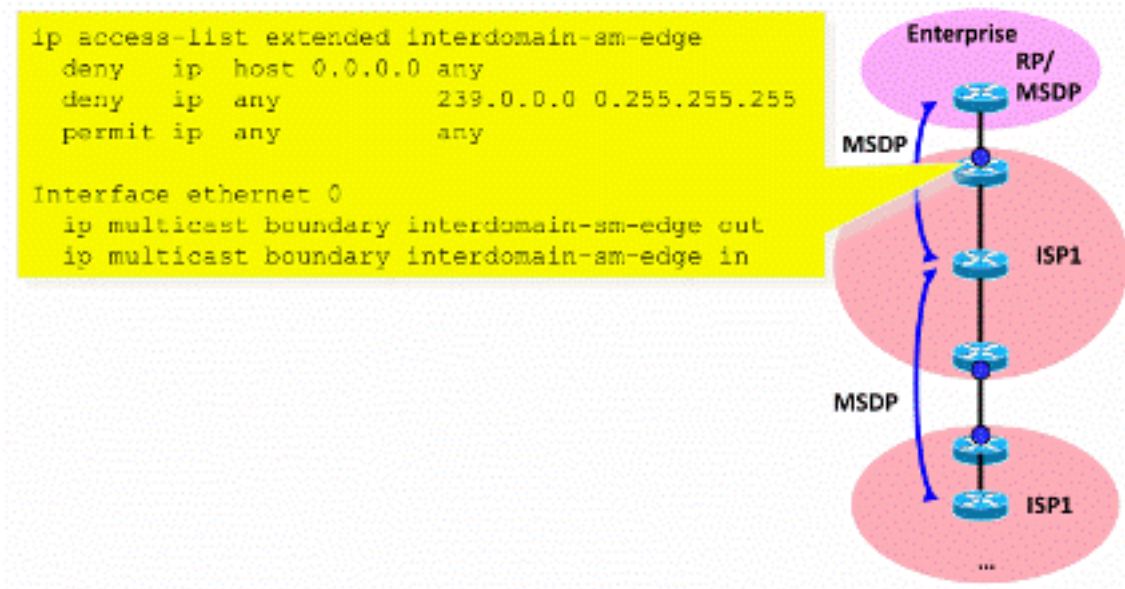 ip access-list extended interdomain-sm-edge
deny ip host 0.0.0.0 any
deny ip any 239.0.0.0 0.255.255.255
permit ip any any
Interface ethernet 0
ip multicast boundary interdomain-sm-edge out
ip multicast boundary interdomain-sm-edge in
Enterprise
RP/
MSDP
MSDP
ISP1
MSDP
ISP1
...